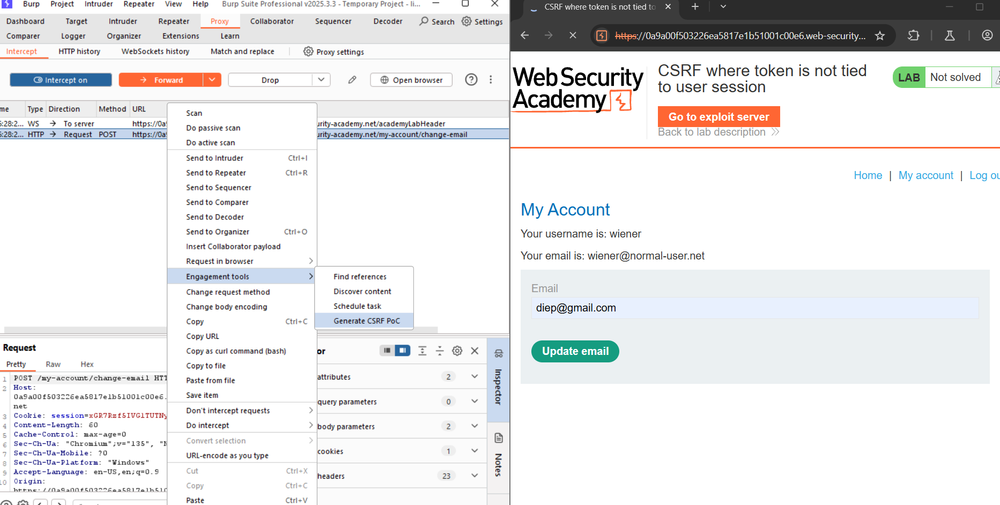 Burp Project Intruder Repeater View Help Burp Suite Professional v2025.3.3 - Temporary Project - li...
Dashboard Target Intruder Repeater Proxy Collaborator Sequencer Decoder Search Settings
Comparer Logger Organizer Extensions Learn
Intercept HTTP history WebSockets history Match and replace Proxy settings
Intercept on Forward Drop Open browser
me Type Direction Method URL
5:28:2... WS → To server https://0a9 urity-academy.net/academyLabHeader
5:28:2... HTTP → Request POST https://0a9 urity-academy.net/my-account/change-email
Scan
Do passive scan
Do active scan
Send to Intruder Ctrl+I
Send to Repeater Ctrl+R
Send to Sequencer
Send to Comparer
Send to Decoder
Send to Organizer Ctrl+O
Insert Collaborator payload
Request in browser
Engagement tools
Change request method
Change body encoding
Copy Ctrl+C
Copy URL
Copy as curl command (bash)
Copy to file
Paste from file
Save item
Don't intercept requests
Do intercept
Convert selection
URL-encode as you type
Cut Ctrl+X
Copy Ctrl+C
Paste Ctrl+V
Find references
Discover content
Schedule task
Generate CSRF PoC
Request
Pretty Raw Hex
1 POST /my-account/change-email HTT
2 Host:
0a9a00f503226ea5817e1b51001c00e6.
net
3 Cookie: session=xGR7Rzf5IVG1TUTNy
4 Content-Length: 60
5 Cache-Control: max-age=0
6 Sec-Ch-Ua: "Chromium";v="135", "N
7 Sec-Ch-Ua-Mobile: ?0
8 Sec-Ch-Ua-Platform: "Windows"
9 Accept-Language: en-US,en;q=0.9
10 Origin:
https://0a9a00f503226ea5817e1b510
or
attributes 2
query parameters 0
body parameters 2
cookies 1
headers 23
Inspector
Notes
CSRF where token is not tied to
https://0a9a00f503226ea5817e1b51001c00e6.web-security...
Web Security
Academy
CSRF where token is not tied
to user session
LAB Not solved
Go to exploit server
Back to lab description
Home | My account | Log ou
My Account
Your username is: wiener
Your email is: wiener@normal-user.net
Email
diep@gmail.com
Update email